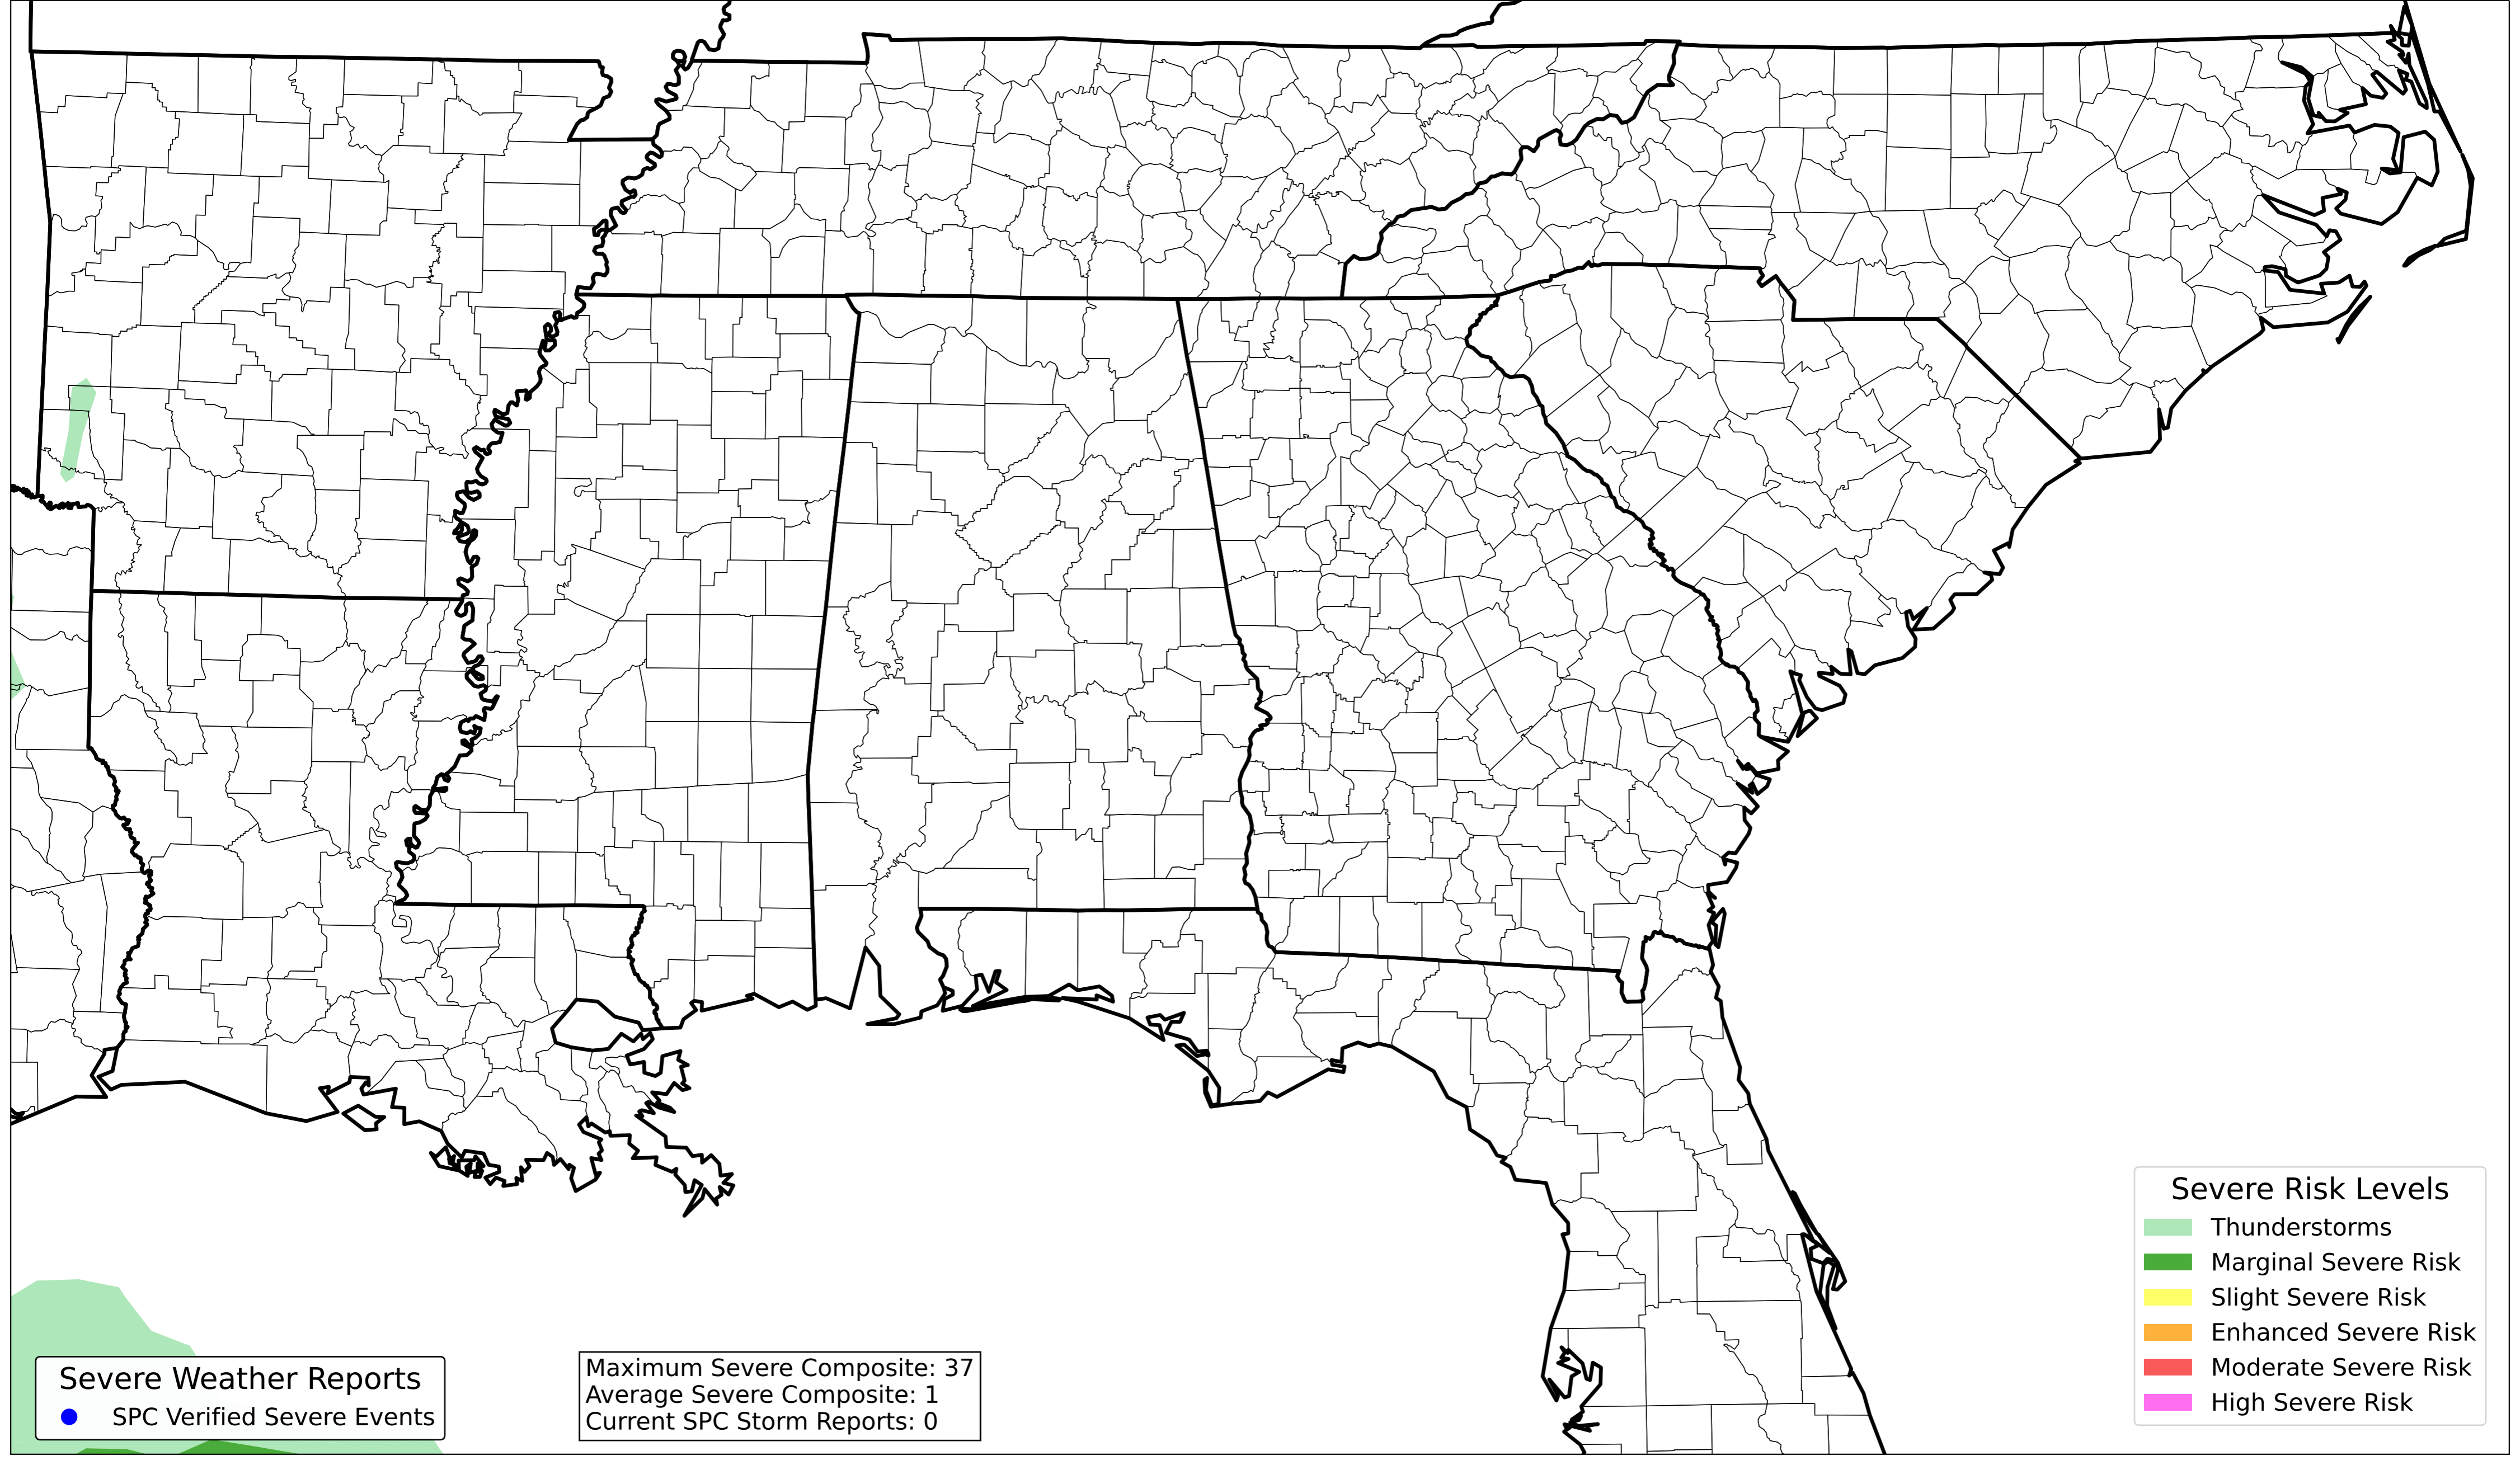 Severe Risk Levels
Thunderstorms
Marginal Severe Risk
Slight Severe Risk
Enhanced Severe Risk
Moderate Severe Risk
High Severe Risk
Severe Weather Reports
SPC Verified Severe Events
Maximum Severe Composite: 37
Average Severe Composite: 1
Current SPC Storm Reports: 0